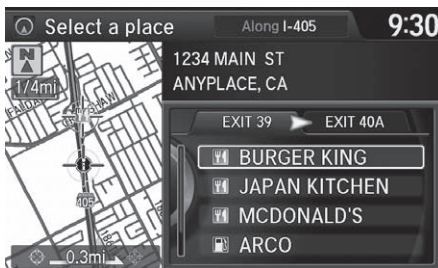 Select a place
Along I-405
9:30
N
1/4mi
1234 MAIN ST
ANYPLACE, CA
EXIT 39
EXIT 40A
BURGER KING
JAPAN KITCHEN
MCDONALD'S
ARCO
405
0.3mi